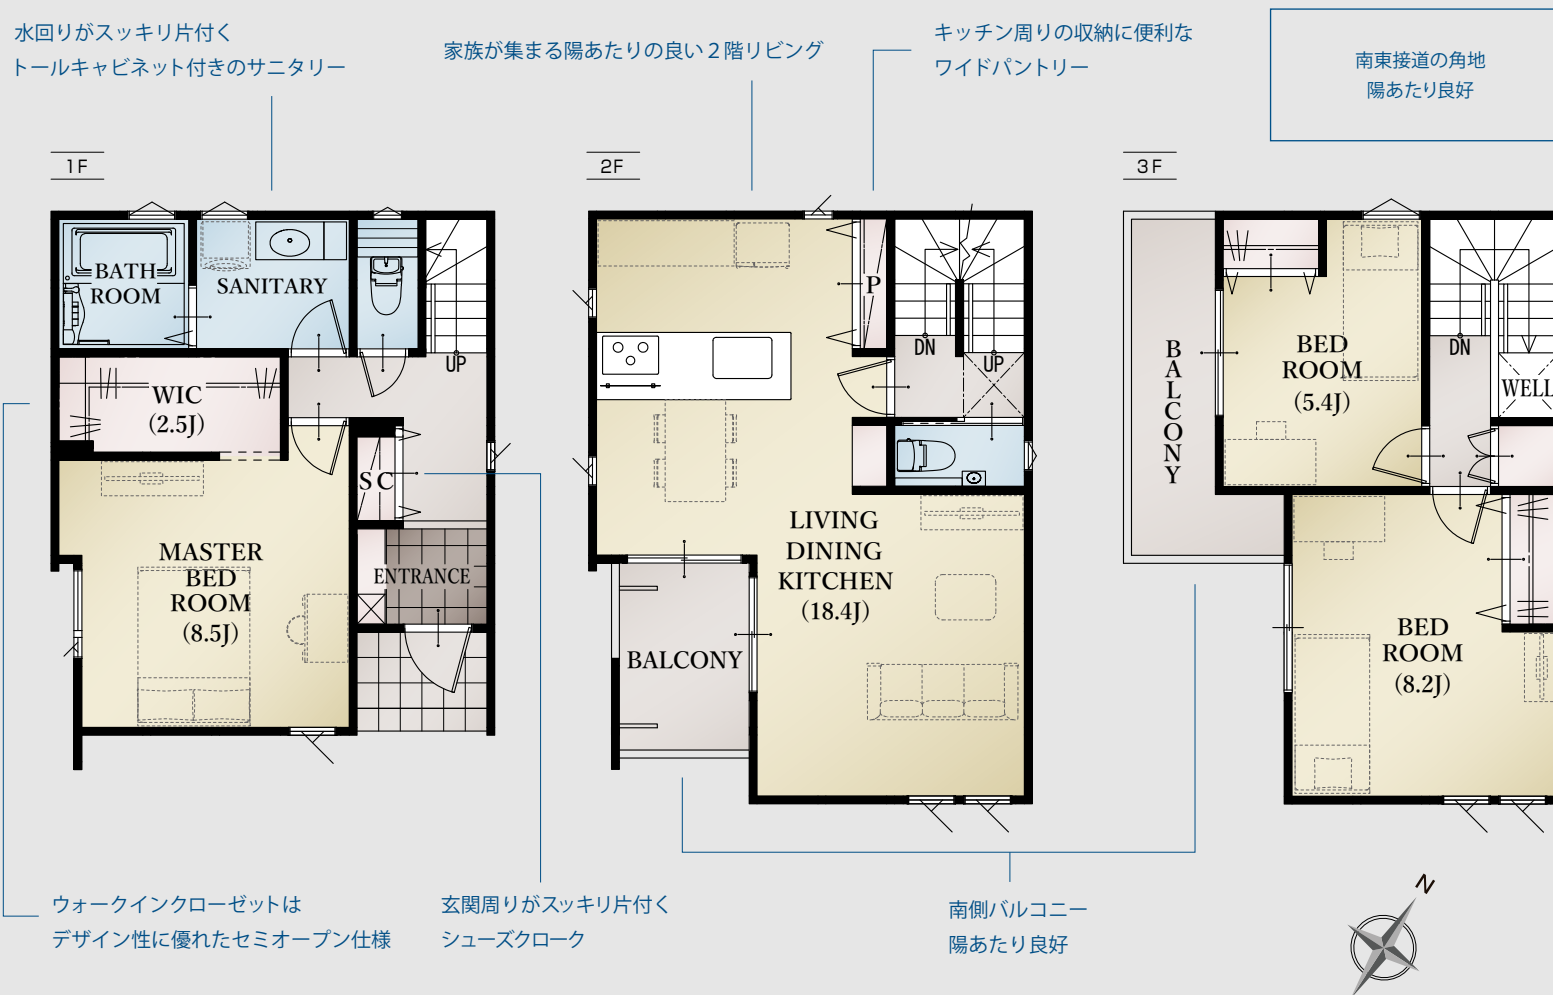 水回りがスッキリ片付く
トールキャビネット付きのサニタリー
家族が集まる陽あたりの良い２階リビング
キッチン周りの収納に便利な
ワイドパントリー
南東接道の角地
陽あたり良好
1F
BATH
ROOM
SANITARY
UP
WIC
(2.5J)
SC
MASTER
BED
ROOM
(8.5J)
ENTRANCE
2F
P
DN
UP
LIVING
DINING
KITCHEN
(18.4J)
BALCONY
3F
BALCONY
BED
ROOM
(5.4J)
DN
WELL
BED
ROOM
(8.2J)
ウォークインクローゼットは
デザイン性に優れたセミオープン仕様
玄関周りがスッキリ片付く
シューズクローク
南側バルコニー
陽あたり良好
N